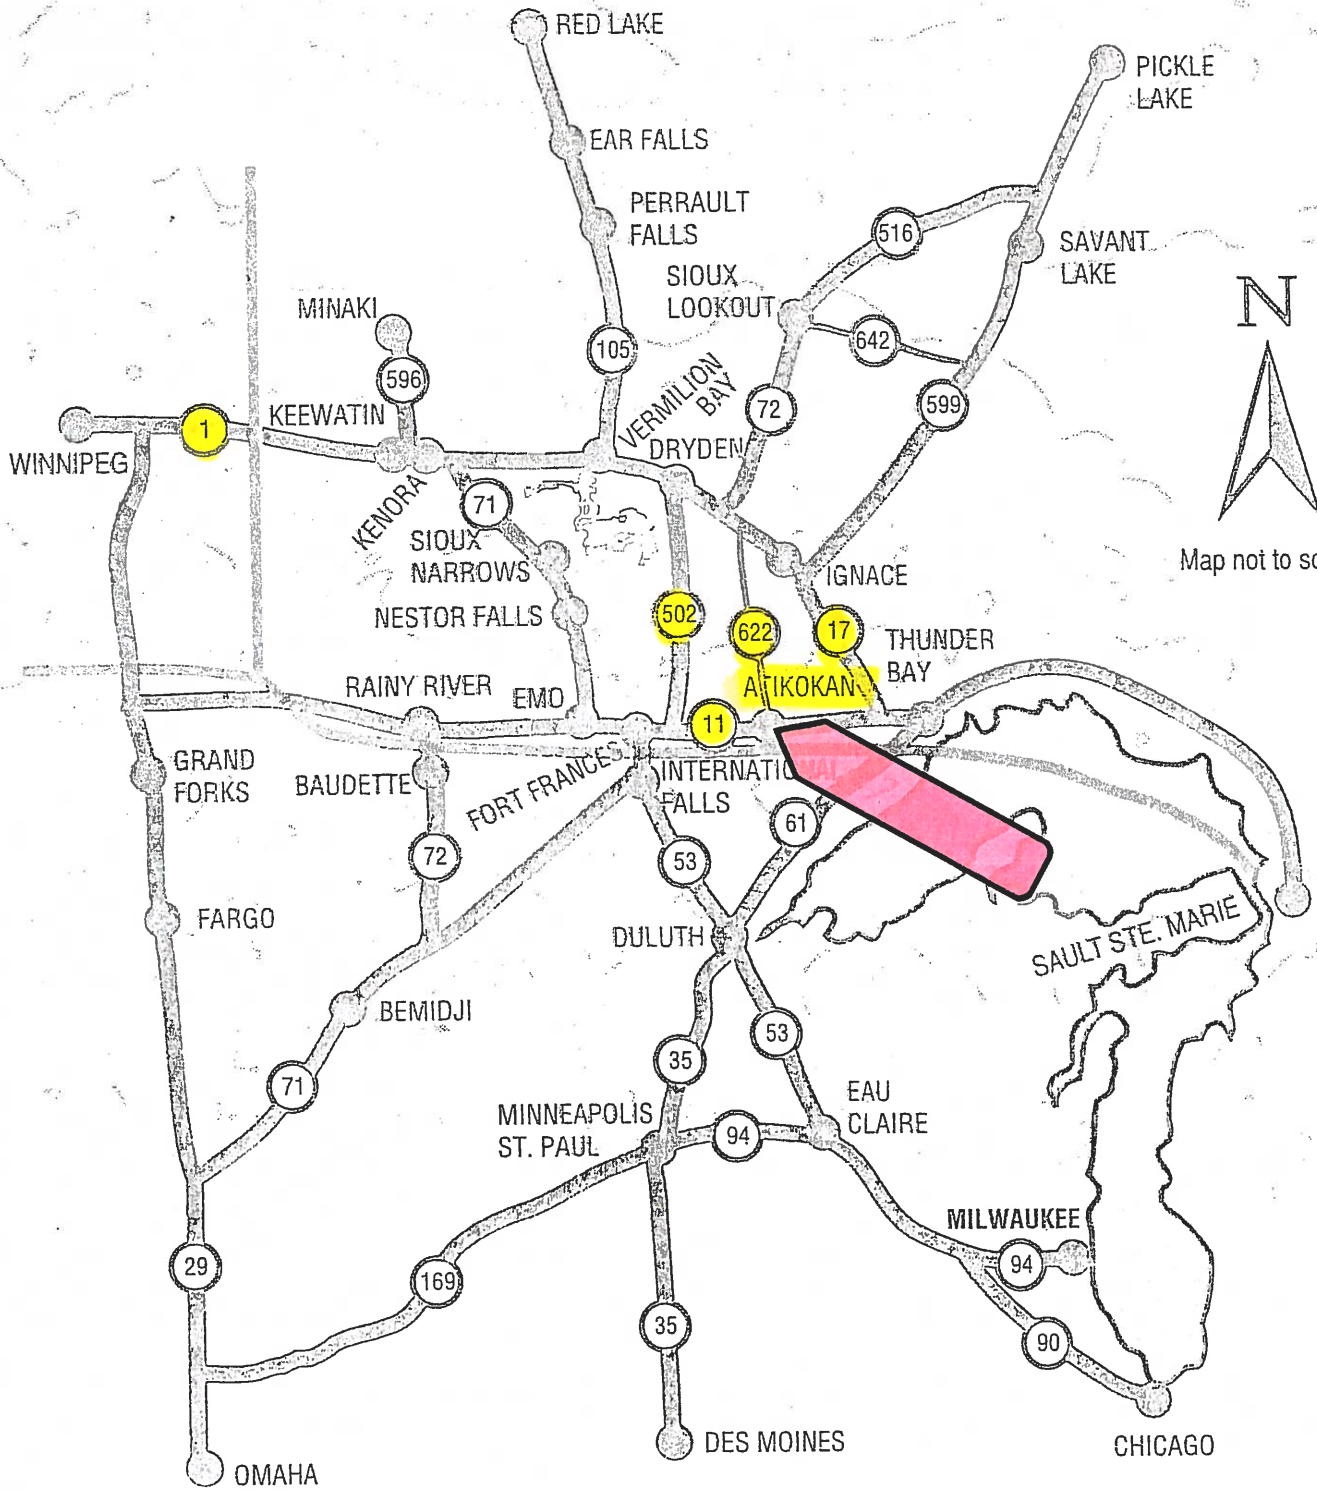 RED LAKE
PICKLE
LAKE
EAR FALLS
PERRAULT
FALLS
516
SAVANT
LAKE
SIOUX
LOOKOUT
N
MINAKI
642
105
596
VERMILION
BAY
72
599
KEEWATIN
1
DRYDEN
WINNIPEG
KENORA
71
SIOUX
NARROWS
IGNACE
Map not to
NESTOR FALLS
502
622
17
THUNDER
BAY
RAINY RIVER
EMO
ATIKOKAN
11
GRAND
FORKS
BAUDETTE
FORT FRANCES
INTERNATIONAL
FALLS
61
72
53
FARGO
DULUTH
SAULT STE. MARIE
BEMIDJI
53
35
71
EAU
CLAIRE
MINNEAPOLIS
ST. PAUL
94
MILWAUKEE
29
94
169
35
90
DES MOINES
CHICAGO
OMAHA